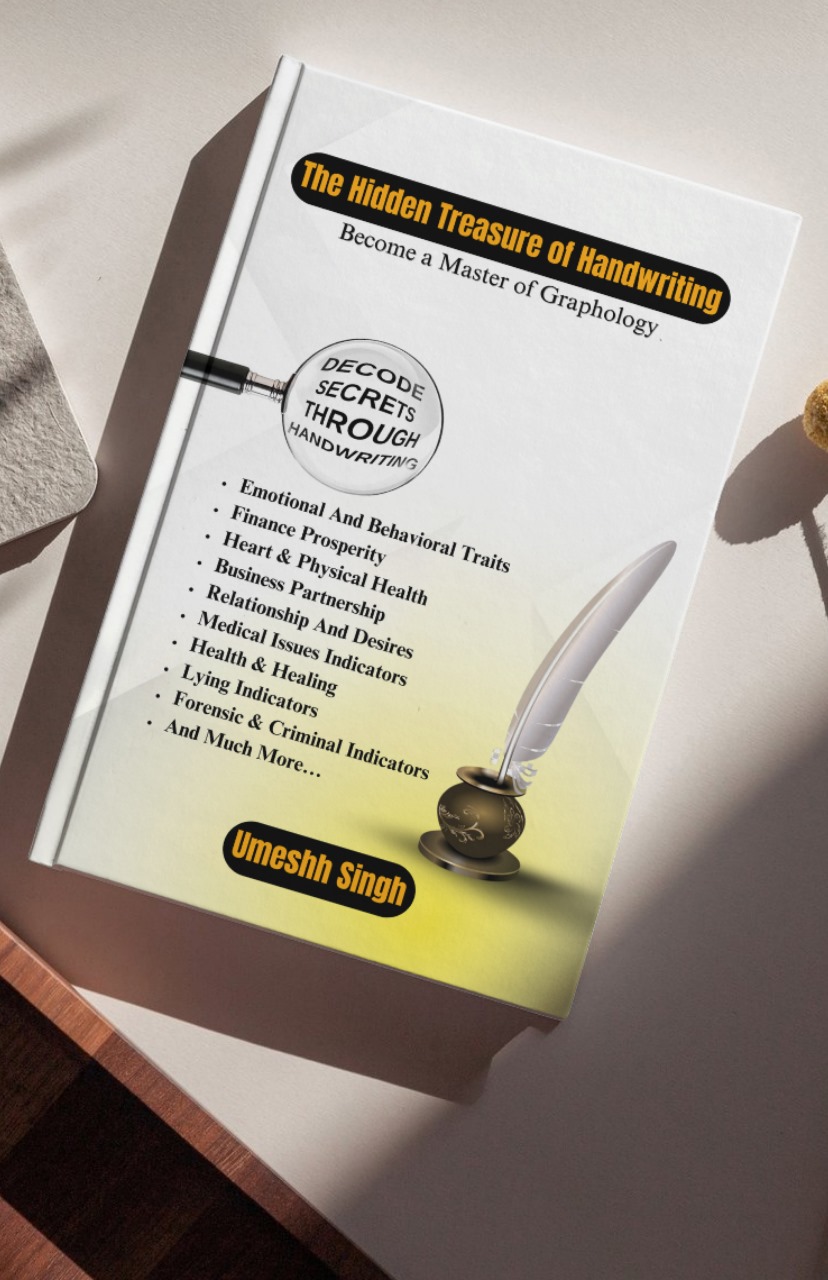 The Hidden Treasure of Handwriting
Become a Master of Graphology
DECODE
SECRETS
THROUGH
HANDWRITING
• Emotional And Behavioral Traits
• Finance Prosperity
• Heart & Physical Health
• Business Partnership
• Relationship And Desires
• Medical Issues Indicators
• Health & Healing
• Lying Indicators
• Forensic & Criminal Indicators
• And Much More...
Umeshh Singh